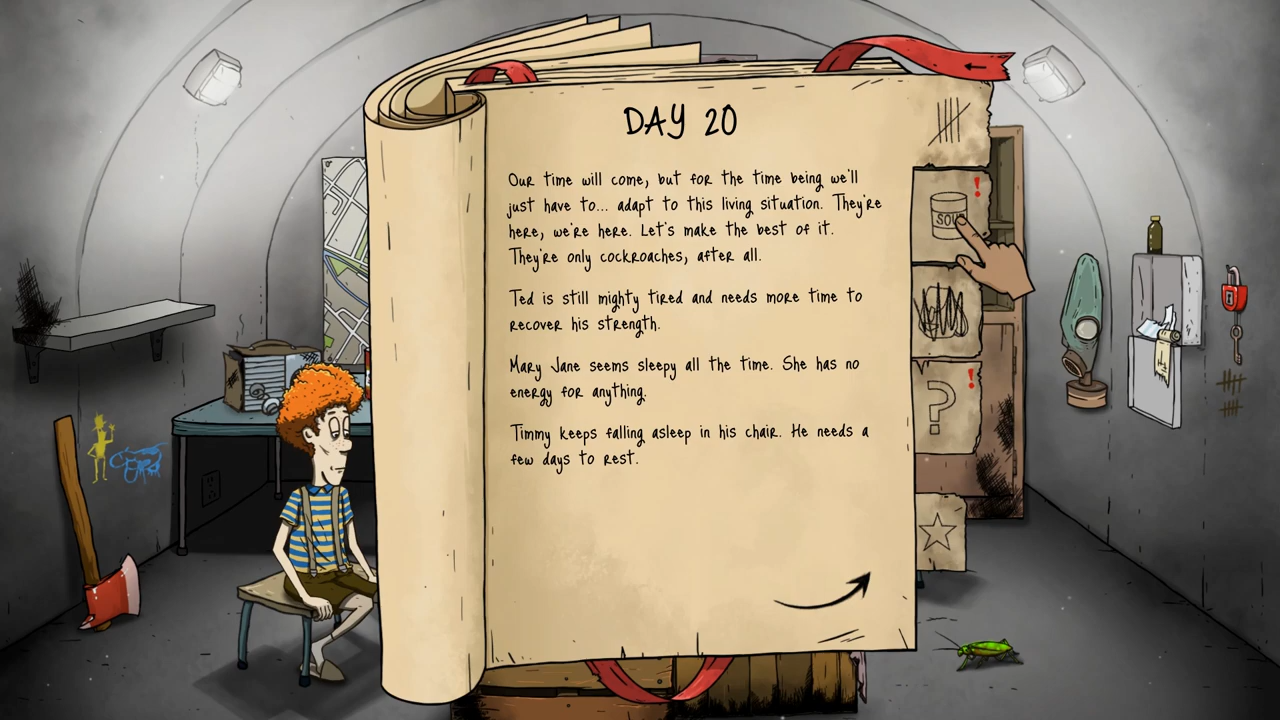 DAY 20
Our time will come, but for the time being we'll
just have to... adapt to this living situation. They're
here, we're here. Let's make the best of it.
They're only cockroaches, after all.
Ted is still mighty tired and needs more time to
recover his strength.
Mary Jane seems sleepy all the time. She has no
energy for anything.
Timmy keeps falling asleep in his chair. He needs a
few days to rest.
!
!
?